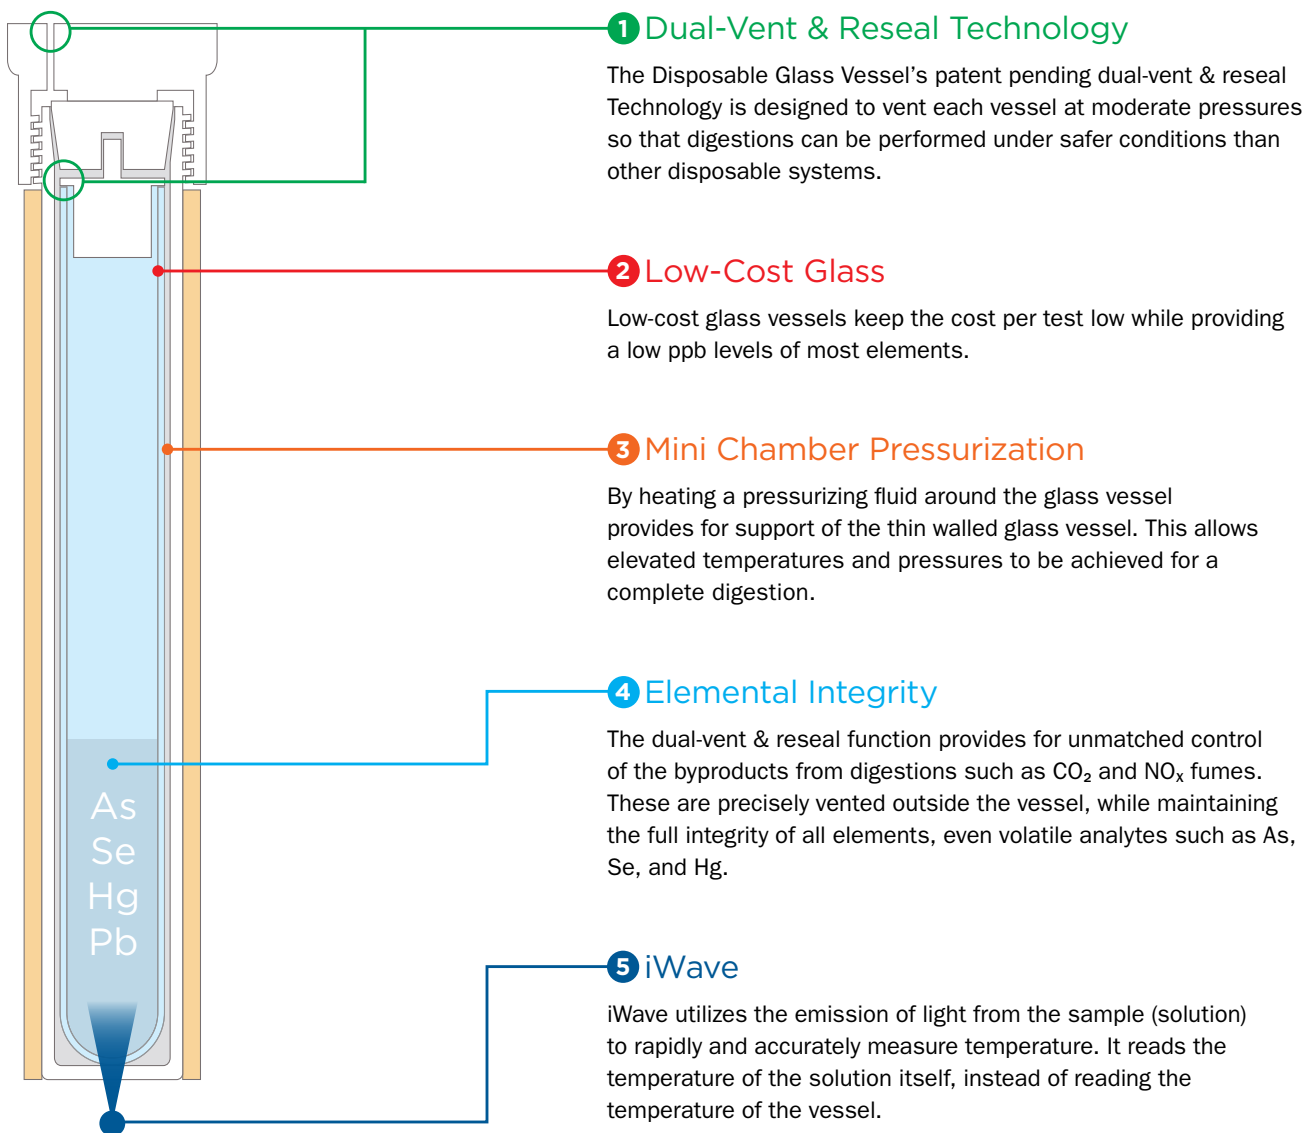 1 Dual-Vent & Reseal Technology
The Disposable Glass Vessel’s patent pending dual-vent & reseal
Technology is designed to vent each vessel at moderate pressures
so that digestions can be performed under safer conditions than
other disposable systems.
2 Low-Cost Glass
Low-cost glass vessels keep the cost per test low while providing
a low ppb levels of most elements.
3 Mini Chamber Pressurization
By heating a pressurizing fluid around the glass vessel
provides for support of the thin walled glass vessel. This allows
elevated temperatures and pressures to be achieved for a
complete digestion.
4 Elemental Integrity
The dual-vent & reseal function provides for unmatched control
of the byproducts from digestions such as CO₂ and NOₓ fumes.
These are precisely vented outside the vessel, while maintaining
the full integrity of all elements, even volatile analytes such as As,
Se, and Hg.
As
Se
Hg
Pb
5 iWave
iWave utilizes the emission of light from the sample (solution)
to rapidly and accurately measure temperature. It reads the
temperature of the solution itself, instead of reading the
temperature of the vessel.